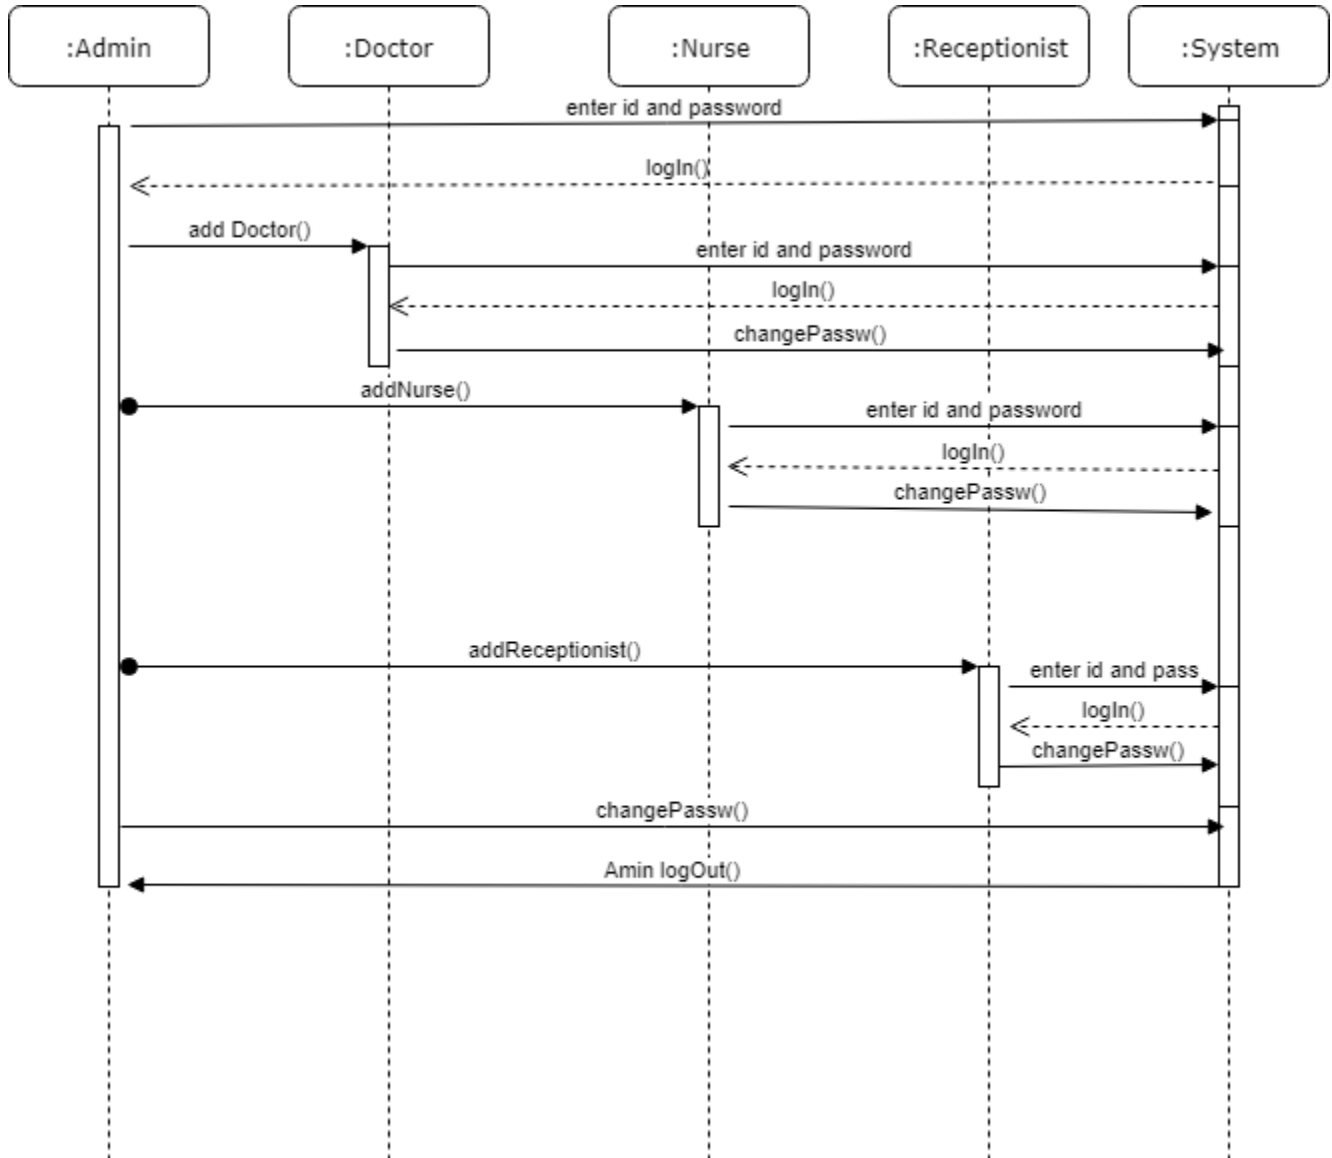 :Admin
:Doctor
:Nurse
:Receptionist
:System
enter id and password
logIn()
add Doctor()
enter id and password
logIn()
changePassw()
addNurse()
enter id and password
logIn()
changePassw()
addReceptionist()
enter id and pass
logIn()
changePassw()
changePassw()
Amin logOut()